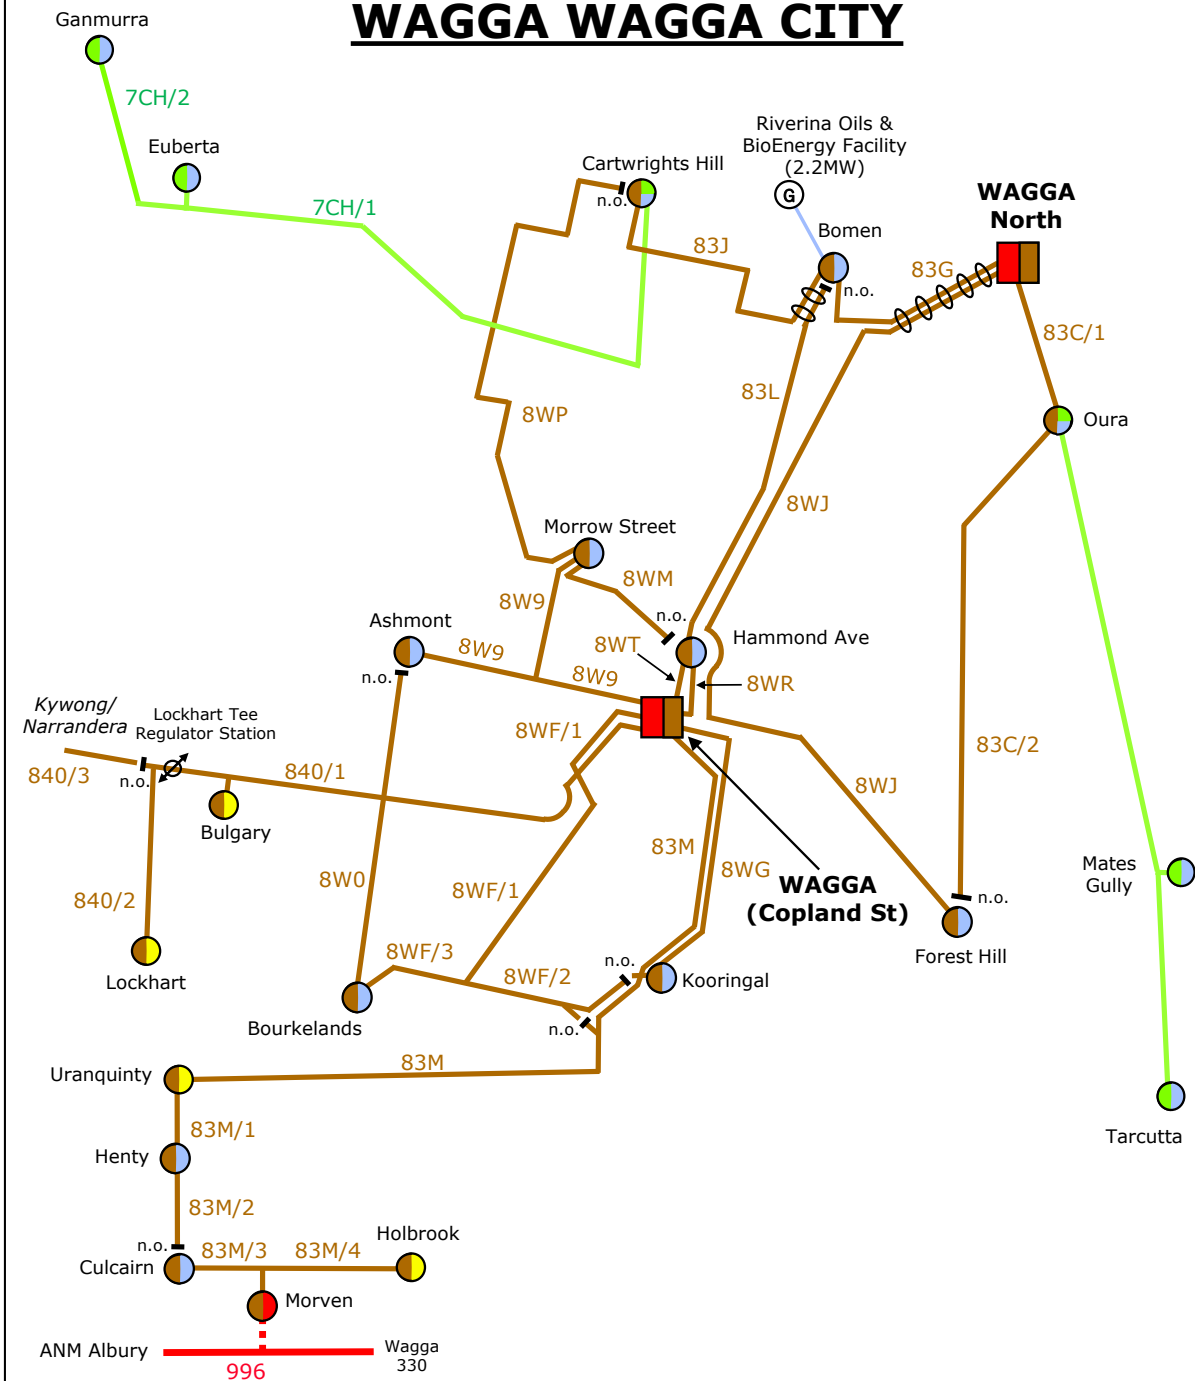 WAGGA WAGGA CITY
Ganmurra
7CH/2
Euberta
7CH/1
Cartwrights Hill
n.o.
Riverina Oils &
BioEnergy Facility
(2.2MW)
G
Bomen
n.o.
WAGGA
North
83G
83J
83C/1
83L
8WP
Oura
8WJ
Morrow Street
8WM
8W9
n.o.
Ashmont
8W9
8WT
Hammond Ave
n.o.
8W9
8WR
Kywong/
Narrandera
Lockhart Tee
Regulator Station
8WF/1
83C/2
840/3
n.o.
840/1
8WJ
Bulgary
83M
8W0
8WF/1
8WG
Mates
Gully
WAGGA
(Copland St)
840/2
n.o.
8WF/3
Forest Hill
n.o.
8WF/2
Kooringal
Lockhart
Bourkelands
n.o.
83M
Uranquinty
83M/1
Tarcutta
Henty
83M/2
Holbrook
n.o.
83M/3
83M/4
Culcairn
Morven
ANM Albury
Wagga
330
996